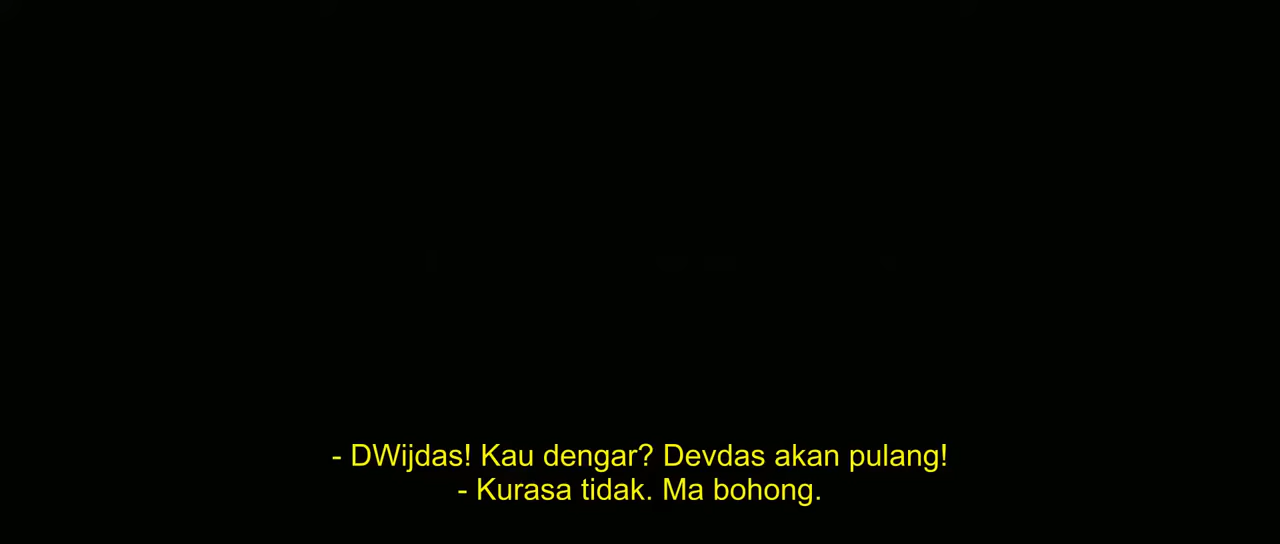 - DWijdas! Kau dengar? Devdas akan pulang!
- Kurasa tidak. Ma bohong.